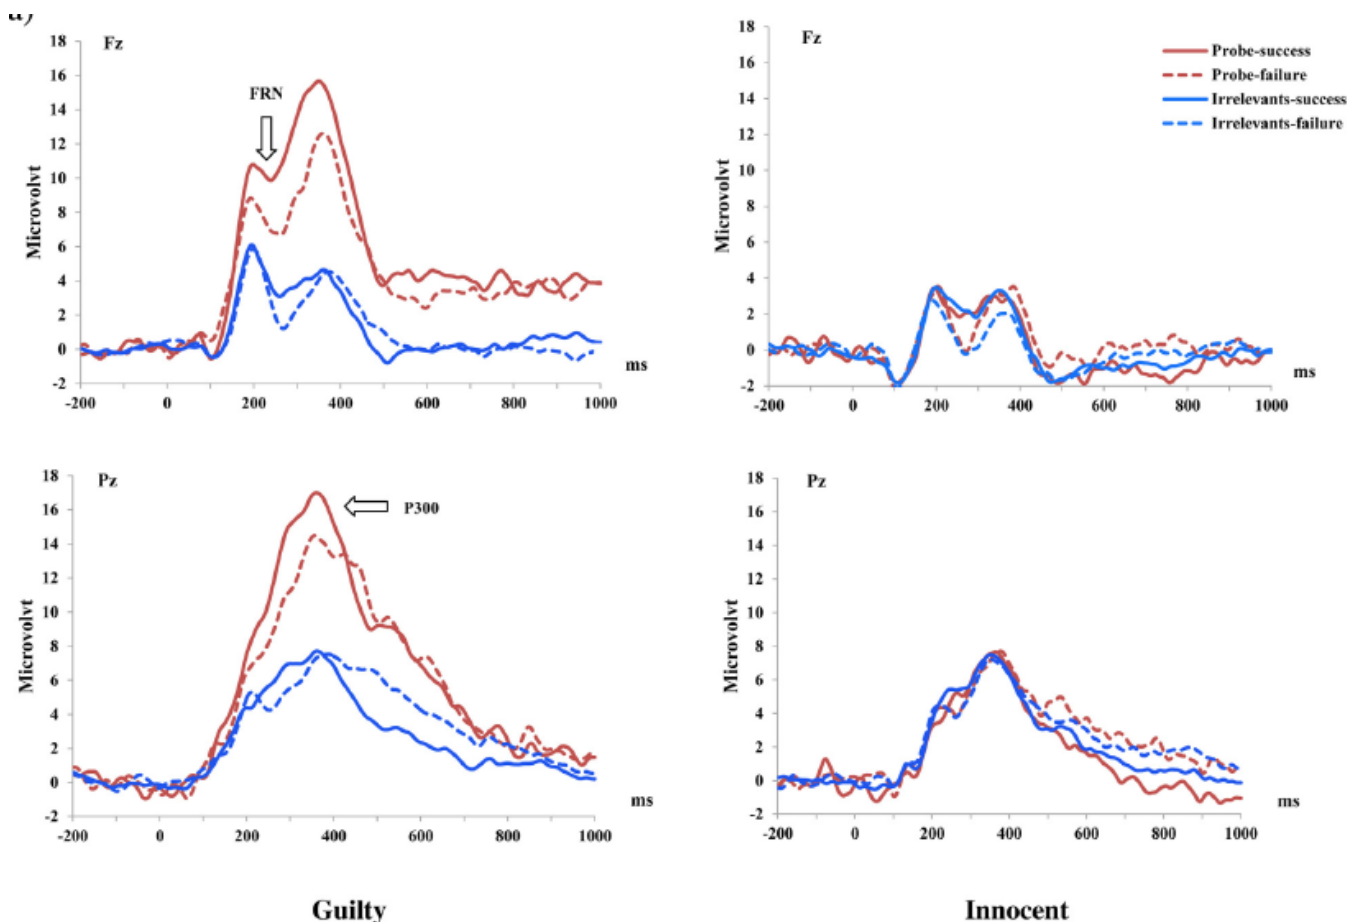 a)
Fz
18
16
14
12
10
8
6
4
2
0
-2
FRN
Microvolvt
ms
-200 0 200 400 600 800 1000
Fz
18
16
14
12
10
8
6
4
2
0
-2
Probe-success
Probe-failure
Irrelevants-success
Irrelevants-failure
Microvolvt
ms
-200 0 200 400 600 800 1000
Pz
18
16
14
12
10
8
6
4
2
0
-2
P300
Microvolvt
ms
-200 0 200 400 600 800 1000
Guilty
Pz
18
16
14
12
10
8
6
4
2
0
-2
Microvolvt
ms
-200 0 200 400 600 800 1000
Innocent